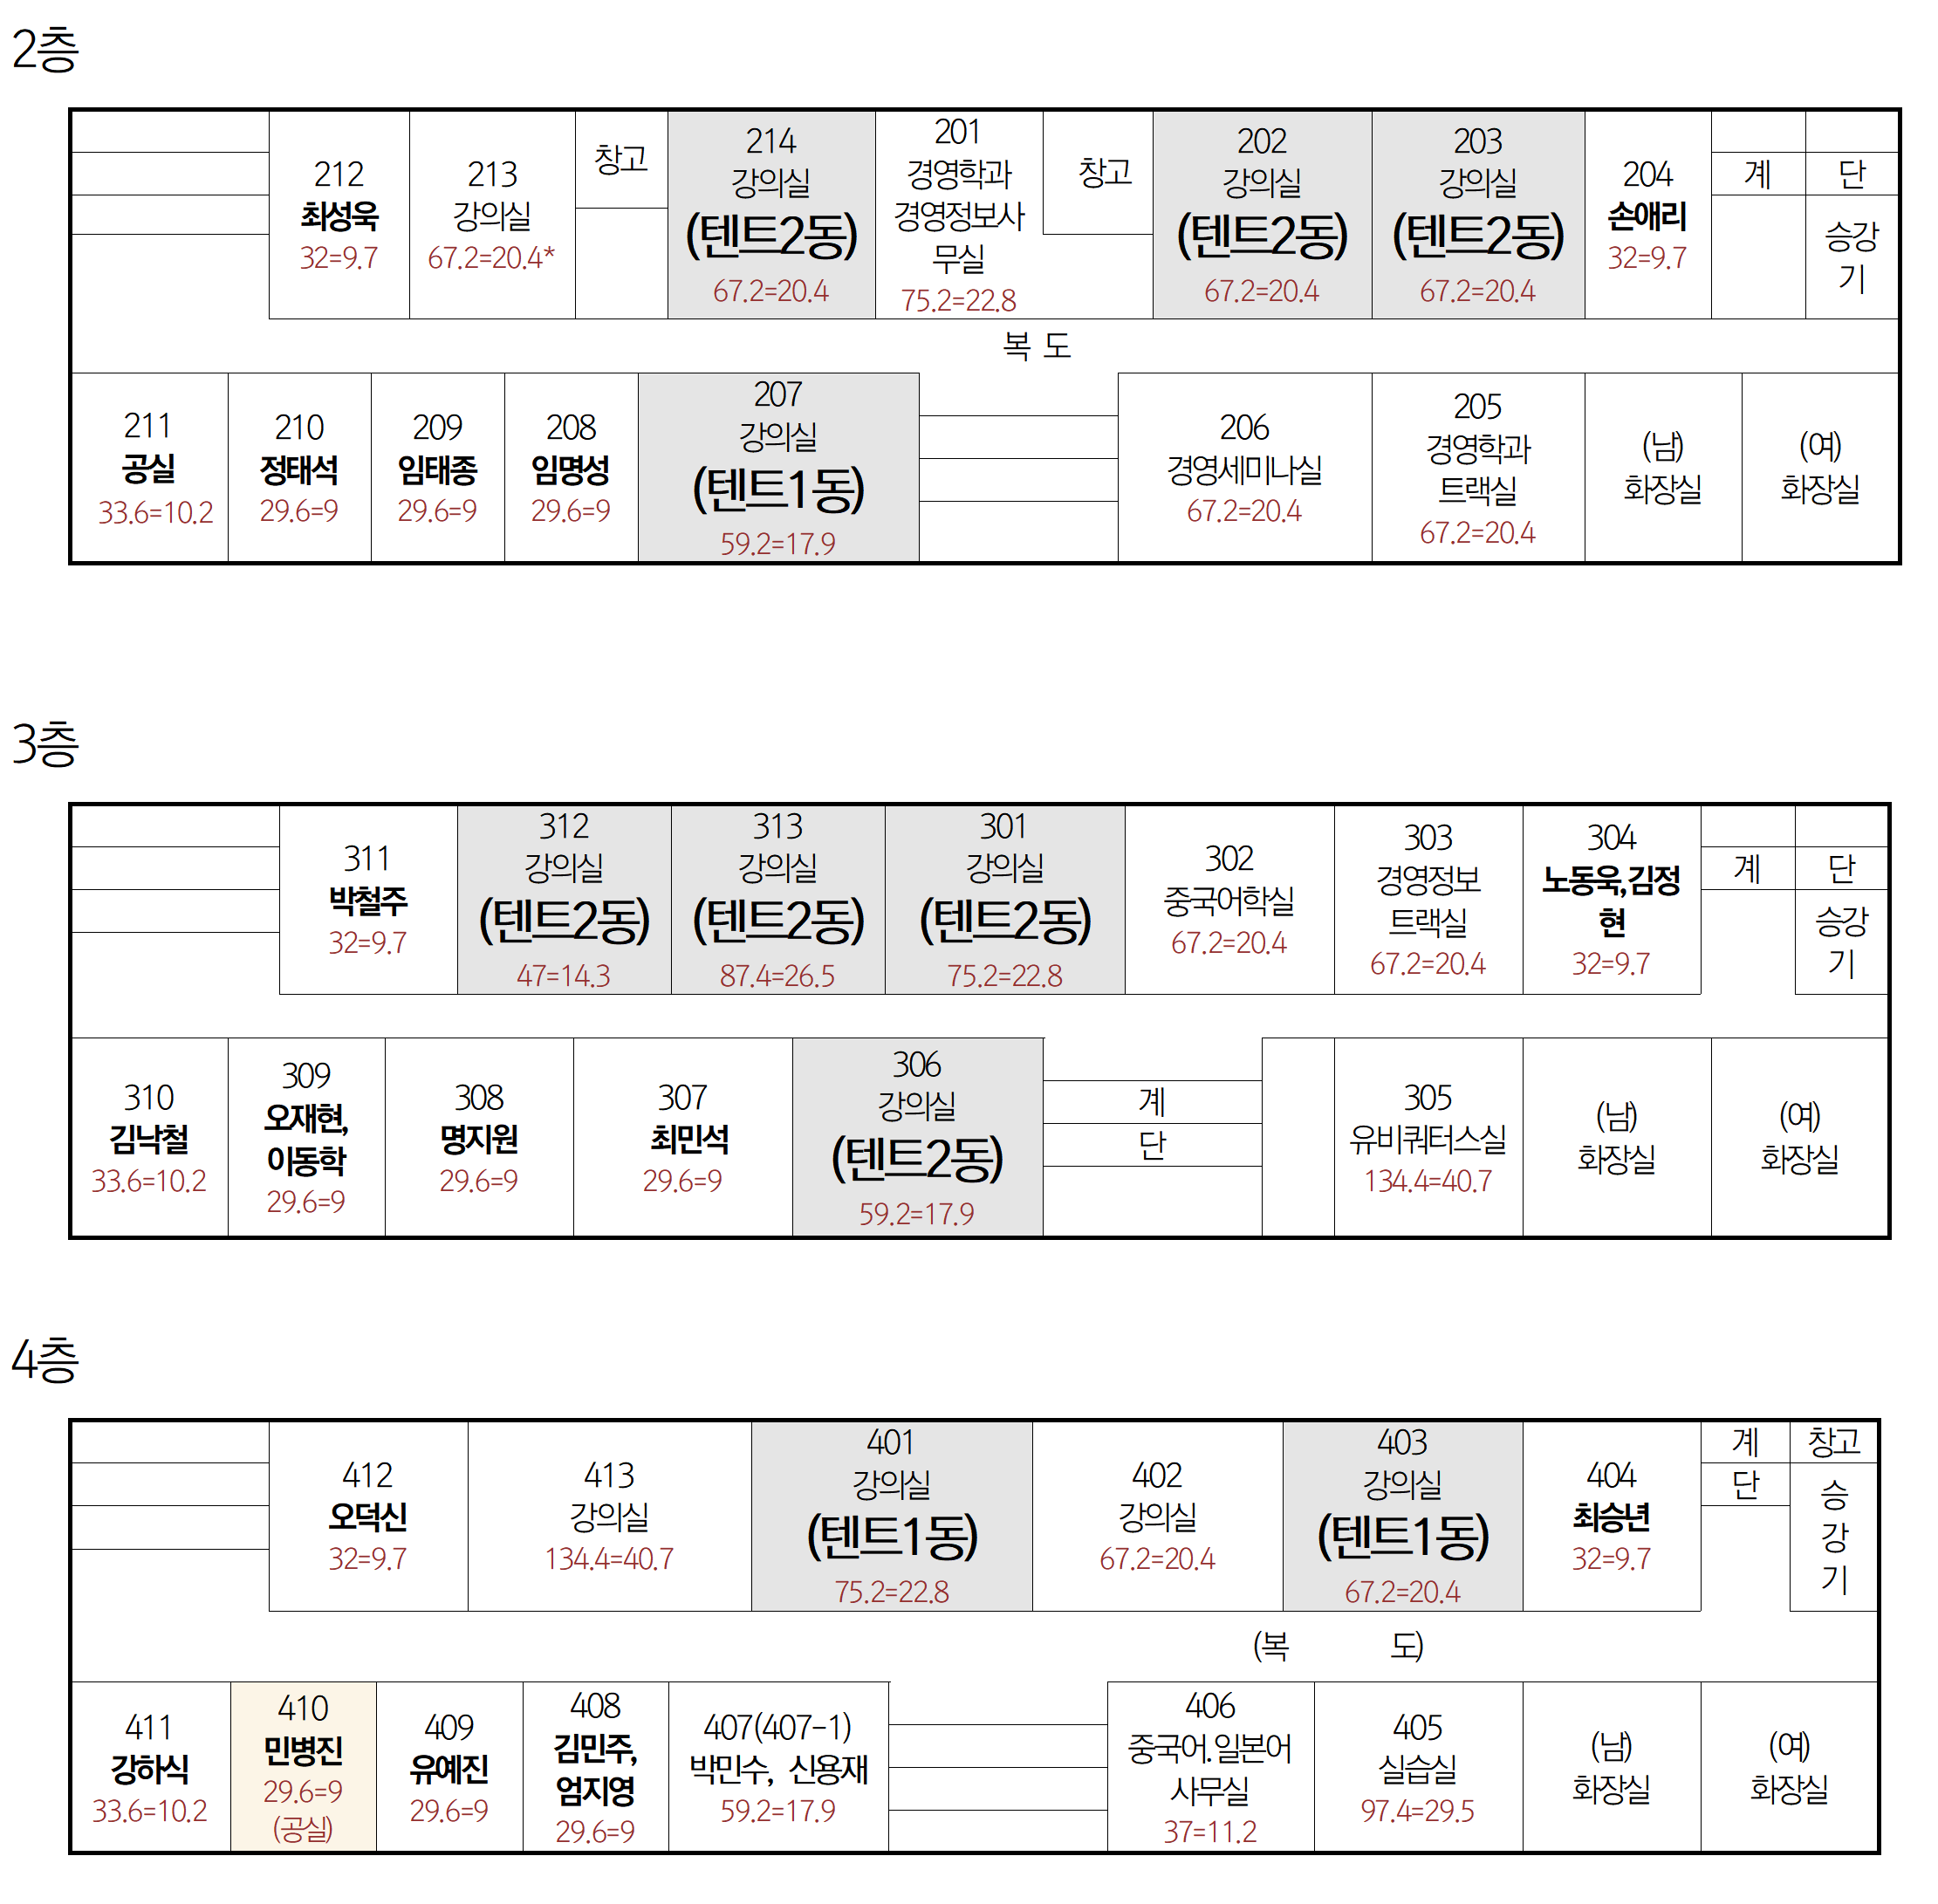 2층
212
최성욱
32=9.7
213
강의실
67.2=20.4*
창고
214
강의실
(텐트2동)
67.2=20.4
201
경영학과
경영정보사
무실
75.2=22.8
창고
202
강의실
(텐트2동)
67.2=20.4
203
강의실
(텐트2동)
67.2=20.4
204
손애리
32=9.7
계 단
승강
기
복 도
211
공실
33.6=10.2
210
정태석
29.6=9
209
임태종
29.6=9
208
임명성
29.6=9
207
강의실
(텐트1동)
59.2=17.9
206
경영세미나실
67.2=20.4
205
경영학과
트랙실
67.2=20.4
(남)
화장실
(여)
화장실
3층
311
박철주
32=9.7
312
강의실
(텐트2동)
47=14.3
313
강의실
(텐트2동)
87.4=26.5
301
강의실
(텐트2동)
75.2=22.8
302
중국어학실
67.2=20.4
303
경영정보
트랙실
67.2=20.4
304
노동욱,김정
현
32=9.7
계 단
승강
기
310
김낙철
33.6=10.2
309
오재현,
이동학
29.6=9
308
명지원
29.6=9
307
최민석
29.6=9
306
강의실
(텐트2동)
59.2=17.9
계
단
305
유비쿼터스실
134.4=40.7
(남)
화장실
(여)
화장실
4층
412
오덕신
32=9.7
413
강의실
134.4=40.7
401
강의실
(텐트1동)
75.2=22.8
402
강의실
67.2=20.4
403
강의실
(텐트1동)
67.2=20.4
404
최승년
32=9.7
계
단
창고
승
강
기
(복 도)
411
강하식
33.6=10.2
410
민병진
29.6=9
(공실)
409
유예진
29.6=9
408
김민주,
엄지영
29.6=9
407(407-1)
박민수, 신용재
59.2=17.9
406
중국어.일본어
사무실
37=11.2
405
실습실
97.4=29.5
(남)
화장실
(여)
화장실